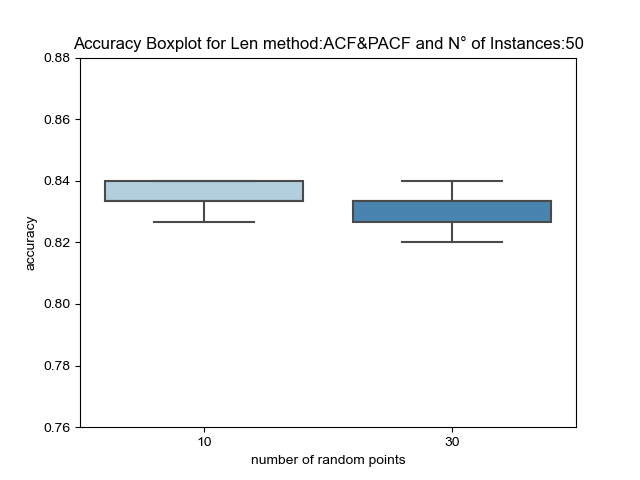 Accuracy Boxplot for Len method:ACF&PACF and N° of Instances:50
0.88
0.86
0.84
0.82
0.80
0.78
0.76
accuracy
10 30
number of random points